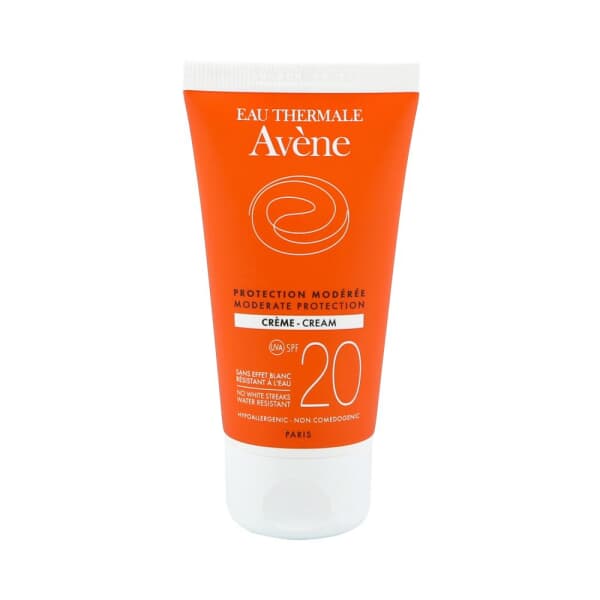 EAU THERMALE
Avène
PROTECTION MODÉRÉE
MODERATE PROTECTION
CRÈME - CREAM
UVA SPF 20
SANS EFFET BLANC
RÉSISTANT À L'EAU
NO WHITE STREAKS
WATER RESISTANT
HYPOALLERGENIC - NON COMEDOGENIC
PARIS